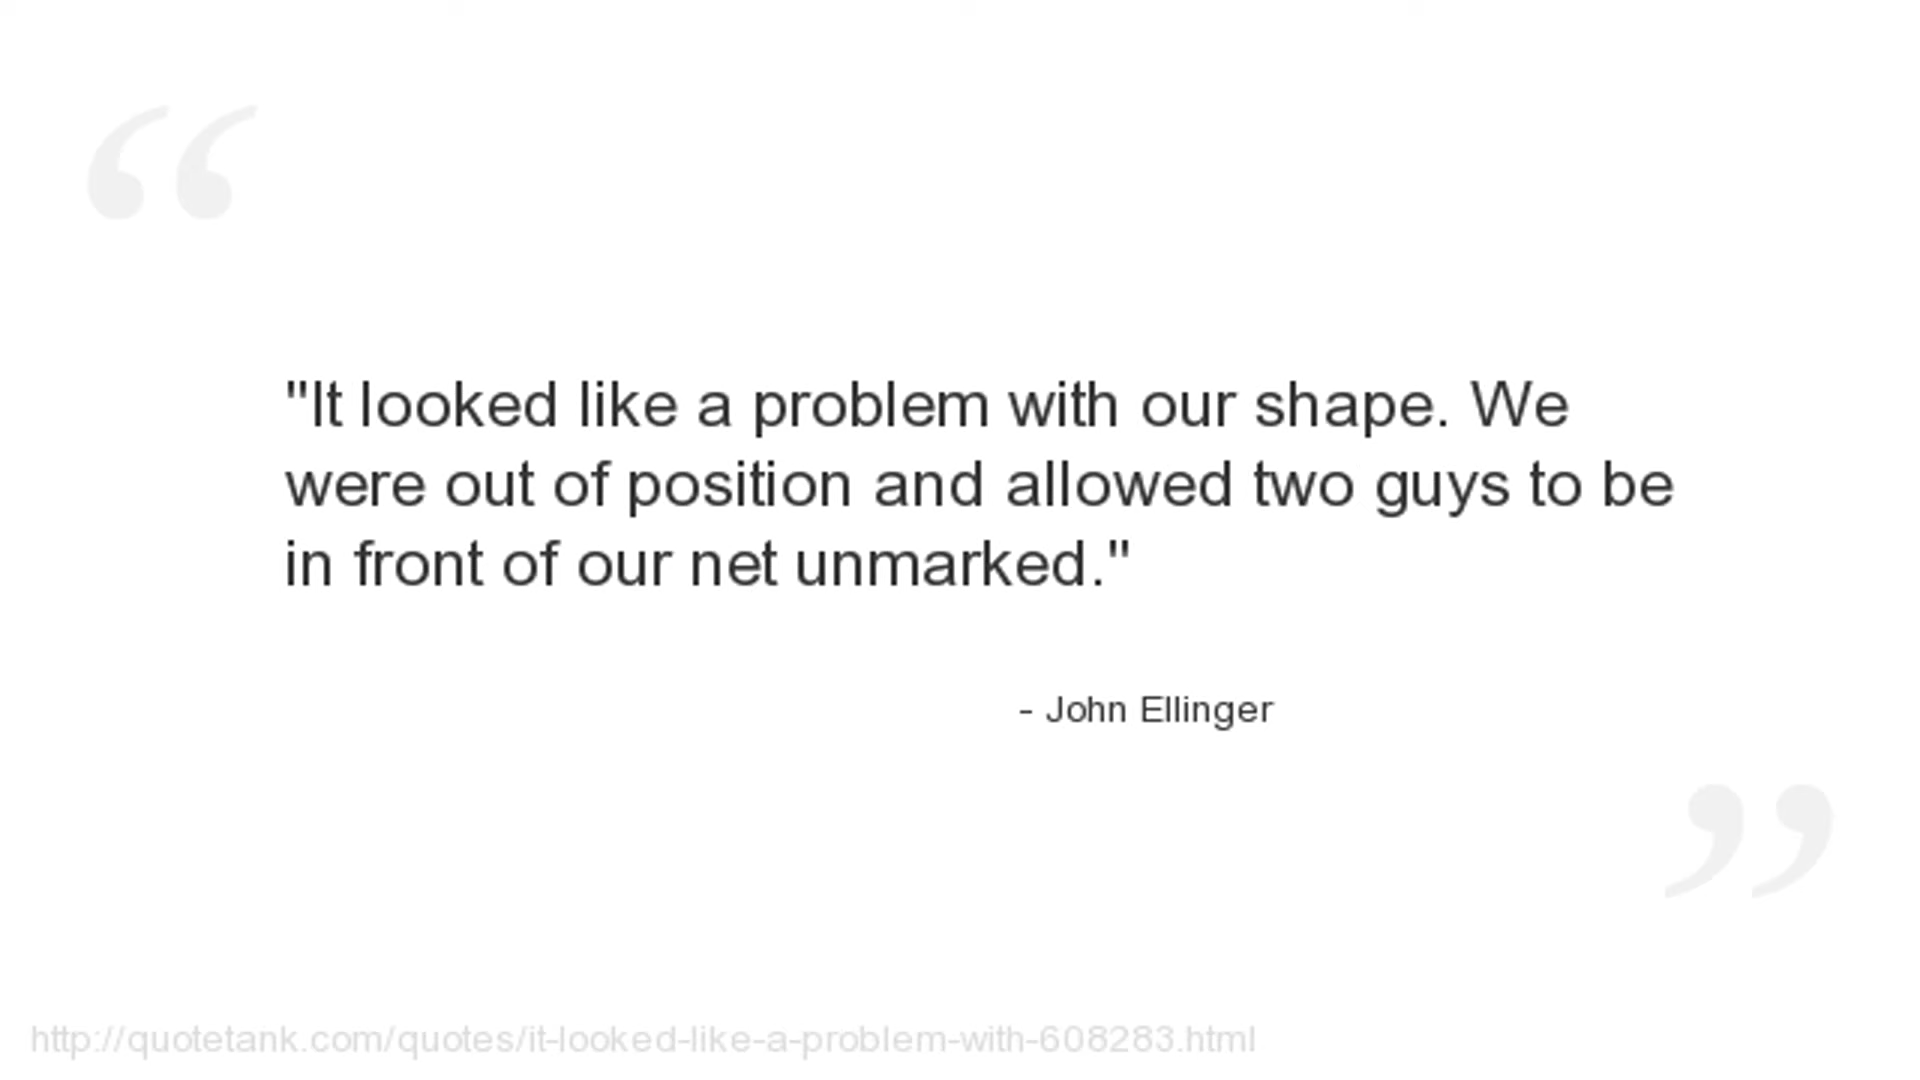 "It looked like a problem with our shape. We
were out of position and allowed two guys to be
in front of our net unmarked."
- John Ellinger
http://quotetank.com/quotes/it-looked-like-a-problem-with-608283.html